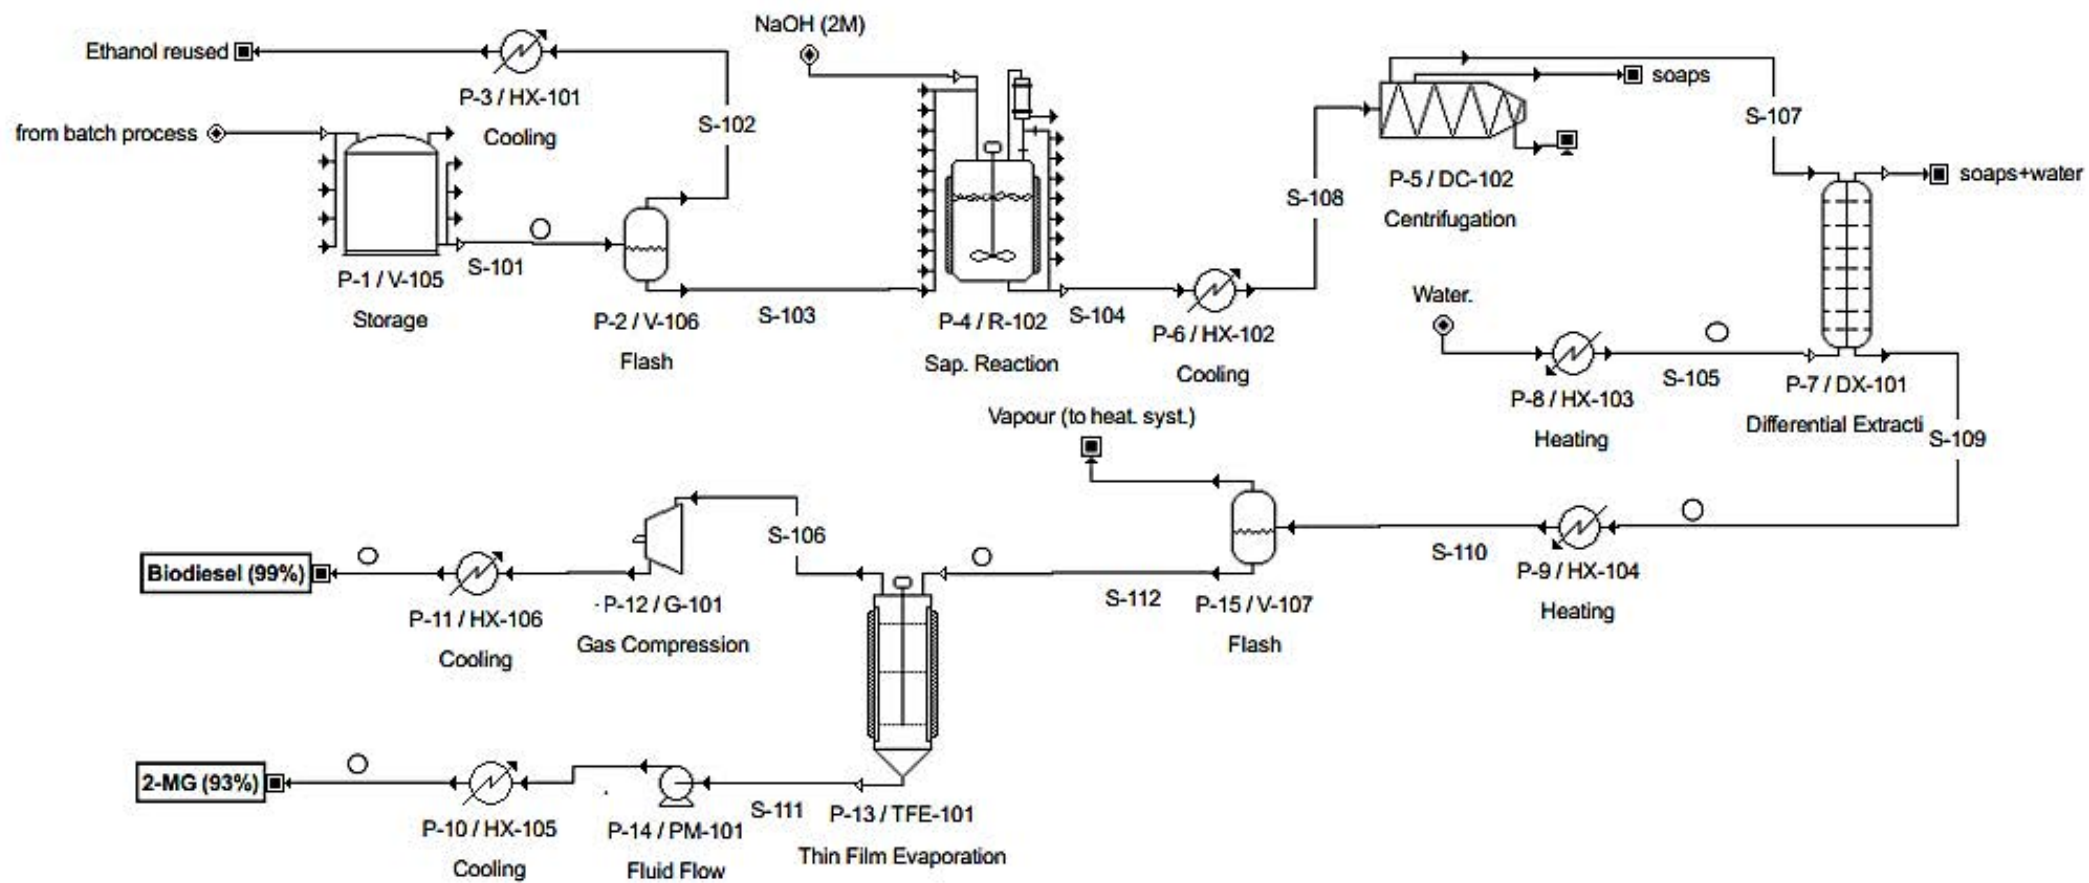 NaOH (2M)
Ethanol reused
P-3 / HX-101
Cooling
S-102
from batch process
P-1 / V-105
Storage
S-101
P-2 / V-106
Flash
S-103
P-4 / R-102
Sap. Reaction
S-104
P-6 / HX-102
Cooling
S-108
soaps
P-5 / DC-102
Centrifugation
S-107
soaps+water
Water.
P-8 / HX-103
Heating
S-105
P-7 / DX-101
Differential Extracti
S-109
Vapour (to heat. syst.)
S-106
S-110
P-9 / HX-104
Heating
Biodiesel (99%)
P-11 / HX-106
Cooling
P-12 / G-101
Gas Compression
S-112
P-15 / V-107
Flash
2-MG (93%)
P-10 / HX-105
Cooling
P-14 / PM-101
Fluid Flow
S-111
P-13 / TFE-101
Thin Film Evaporation